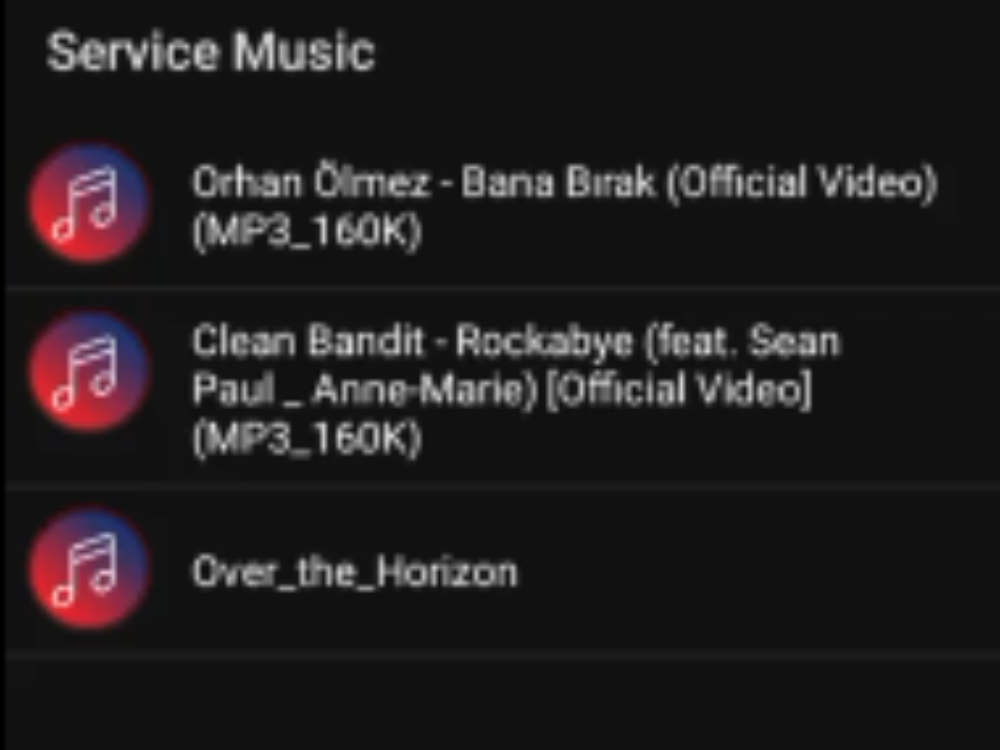 Service Music
Orhan Ölmez - Bana Bırak (Official Video)
(MP3_160K)
Clean Bandit - Rockabye (feat. Sean
Paul _ Anne-Marie) [Official Video]
(MP3_160K)
Over_the_Horizon